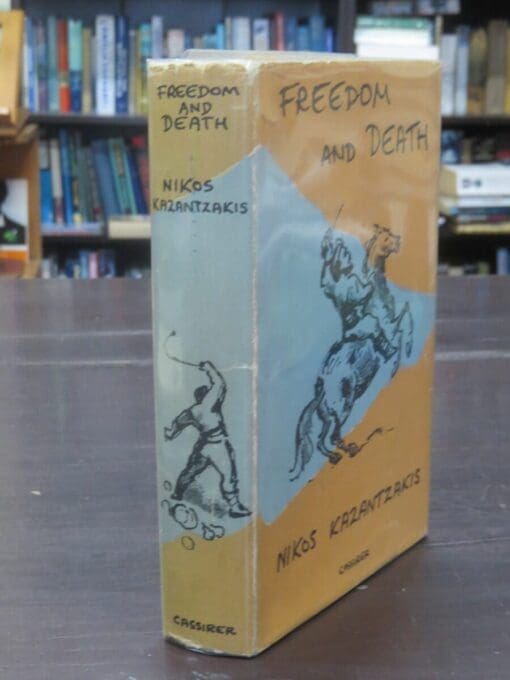 FREEDOM
AND
DEATH
NIKOS
KAZANTZAKIS
CASSIRER
FREEDOM
AND DEATH
NIKOS KAZANTZAKIS
CASSIRER